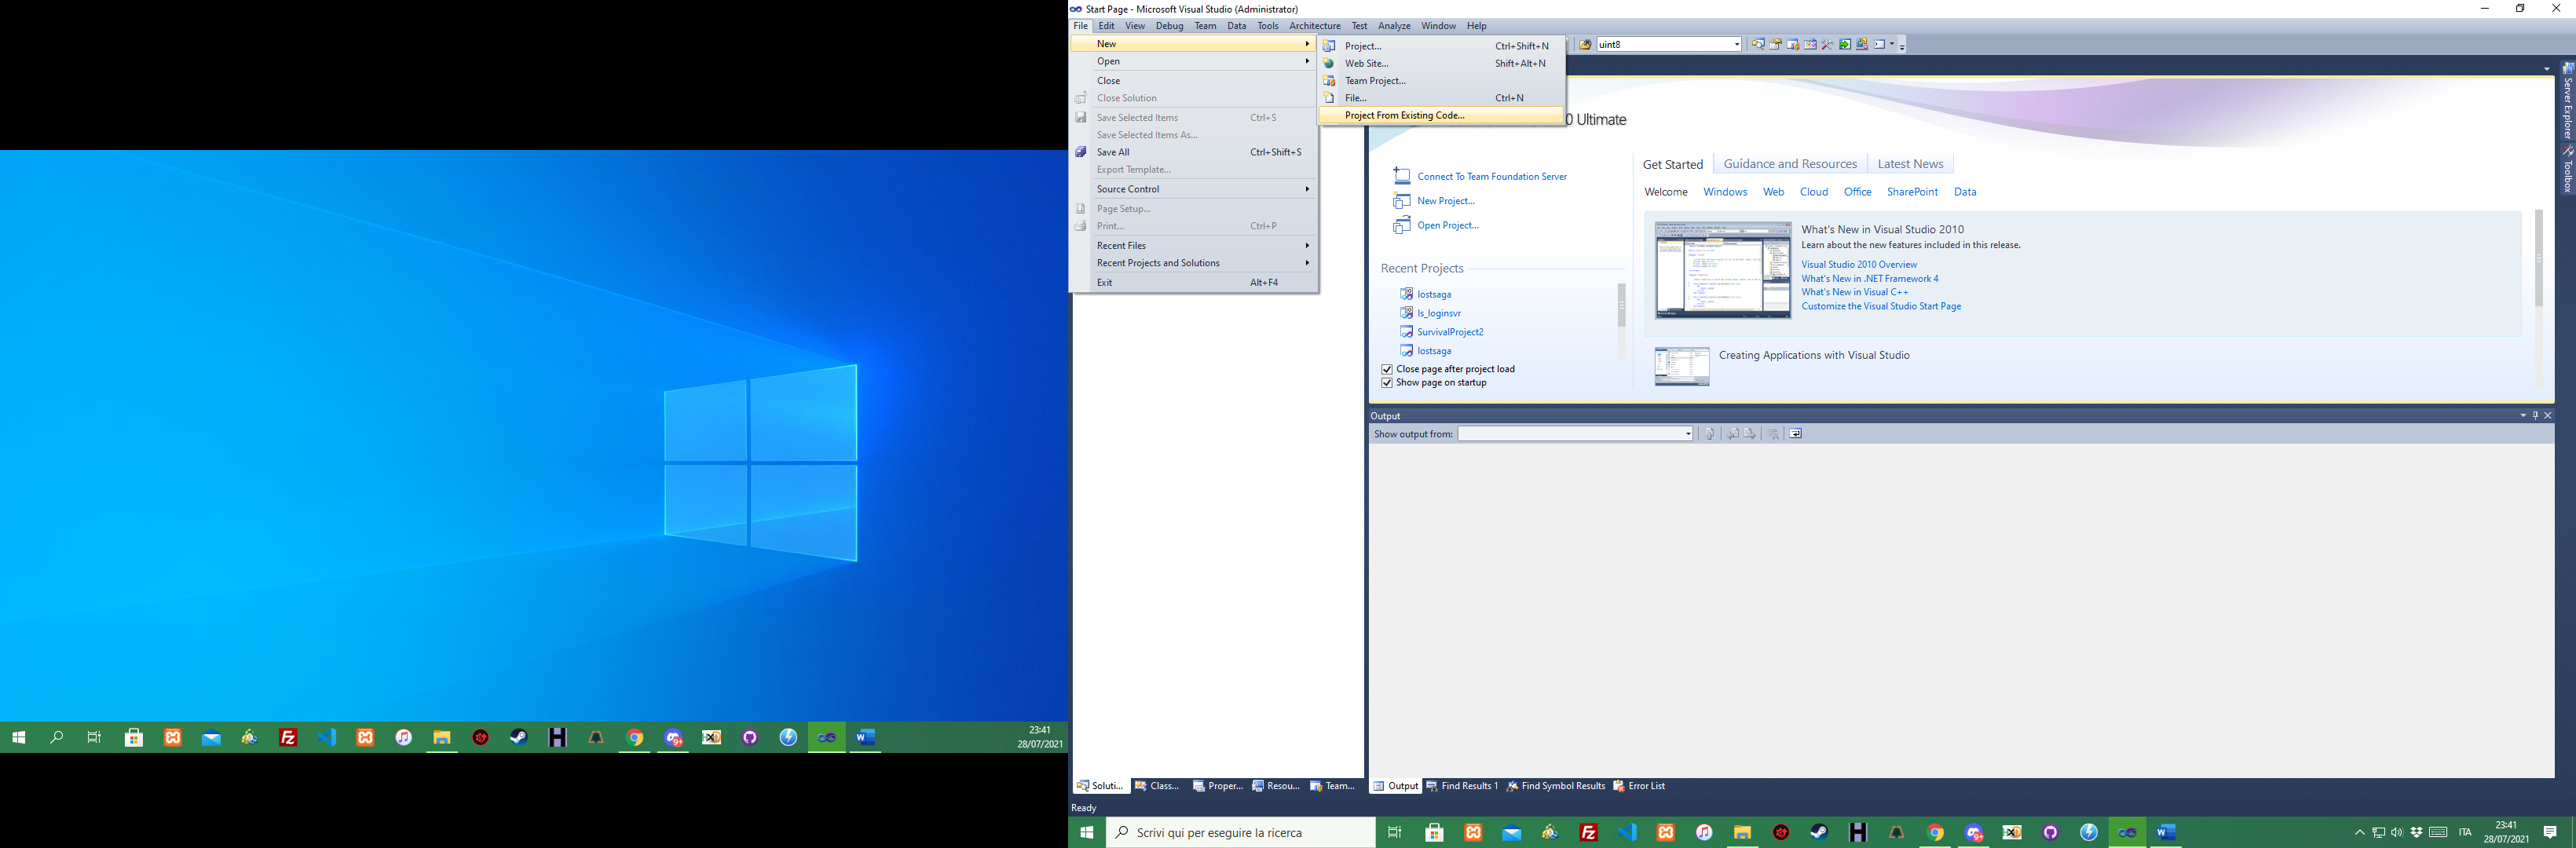 Start Page - Microsoft Visual Studio (Administrator)
File Edit View Debug Team Data Tools Architecture Test Analyze Window Help
New
Open
Close
Close Solution
Save Selected Items Ctrl+S
Save Selected Items As...
Save All Ctrl+Shift+S
Export Template...
Source Control
Page Setup...
Print... Ctrl+P
Recent Files
Recent Projects and Solutions
Exit Alt+F4
Project... Ctrl+Shift+N
Web Site... Shift+Alt+N
Team Project...
File... Ctrl+N
Project From Existing Code...
uint8
0 Ultimate
Connect To Team Foundation Server
New Project...
Open Project...
Recent Projects
lostsaga
ls_loginsvr
SurvivalProject2
lostsaga
Close page after project load
Show page on startup
Get Started Guidance and Resources Latest News
Welcome Windows Web Cloud Office SharePoint Data
What's New in Visual Studio 2010
Learn about the new features included in this release.
Visual Studio 2010 Overview
What's New in .NET Framework 4
What's New in Visual C++
Customize the Visual Studio Start Page
Creating Applications with Visual Studio
Server Explorer
Toolbox
Output
Show output from:
Soluti... Class... Proper... Resou... Team...
Output Find Results 1 Find Symbol Results Error List
Ready
23:41
28/07/2021
Scrivi qui per eseguire la ricerca
ITA
23:41
28/07/2021